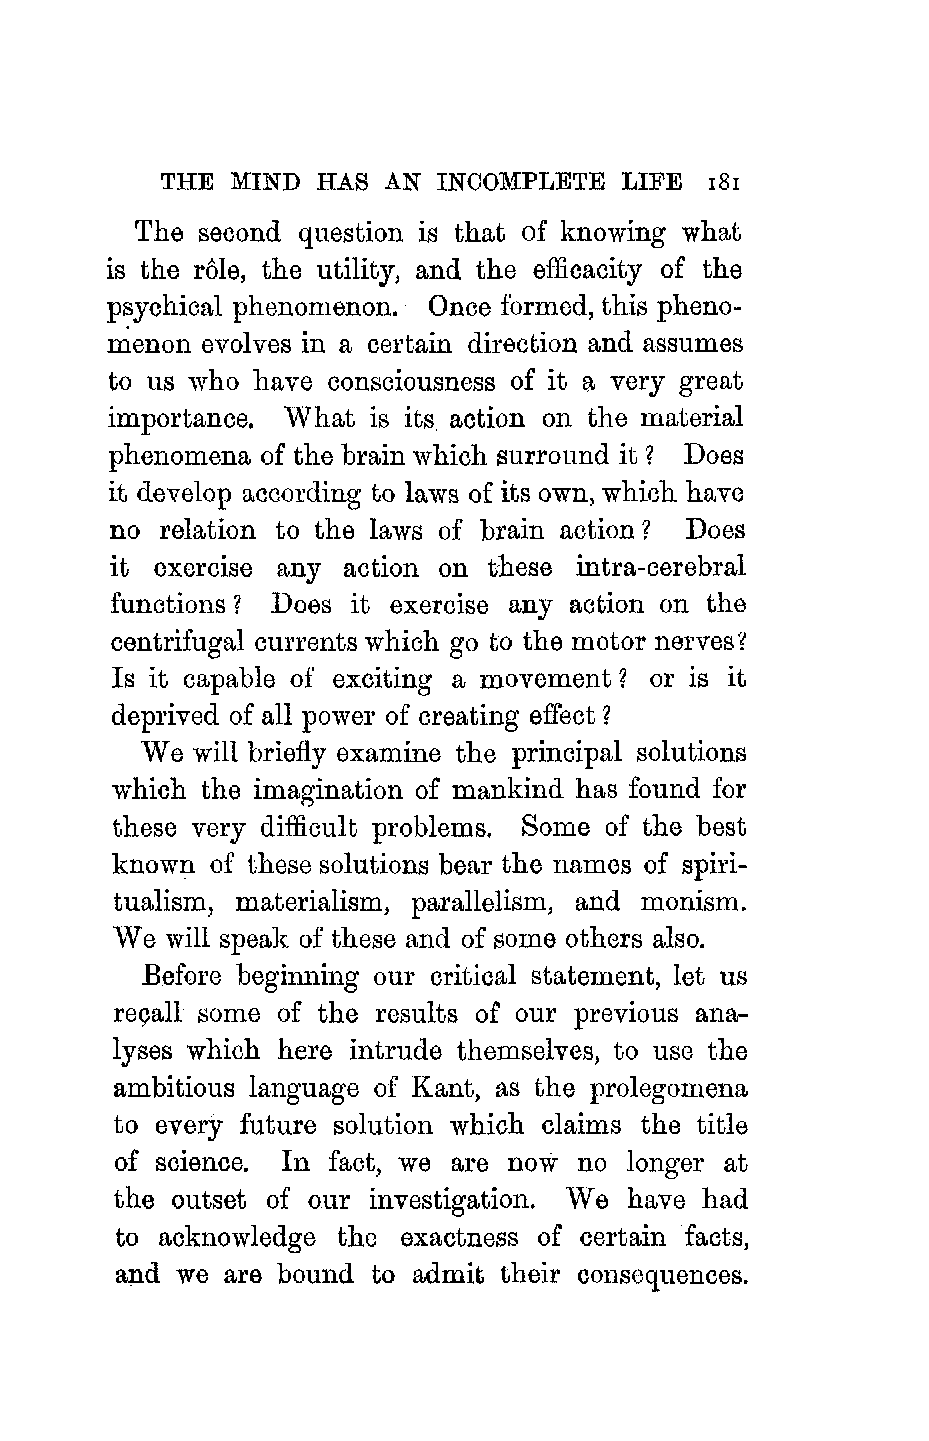 THE MIND HAS AN INCOMPLETE LIFE 181
The second question is that of knowing what
is the rôle, the utility, and the efficacity of the
psychical phenomenon. Once formed, this pheno-
menon evolves in a certain direction and assumes
to us who have consciousness of it a very great
importance. What is its action on the material
phenomena of the brain which surround it? Does
it develop according to laws of its own, which have
no relation to the laws of brain action? Does
it exercise any action on these intra-cerebral
functions? Does it exercise any action on the
centrifugal currents which go to the motor nerves?
Is it capable of exciting a movement? or is it
deprived of all power of creating effect?
We will briefly examine the principal solutions
which the imagination of mankind has found for
these very difficult problems. Some of the best
known of these solutions bear the names of spiri-
tualism, materialism, parallelism, and monism.
We will speak of these and of some others also.
Before beginning our critical statement, let us
recall some of the results of our previous ana-
lyses which here intrude themselves, to use the
ambitious language of Kant, as the prolegomena
to every future solution which claims the title
of science. In fact, we are now no longer at
the outset of our investigation. We have had
to acknowledge the exactness of certain facts,
and we are bound to admit their consequences.